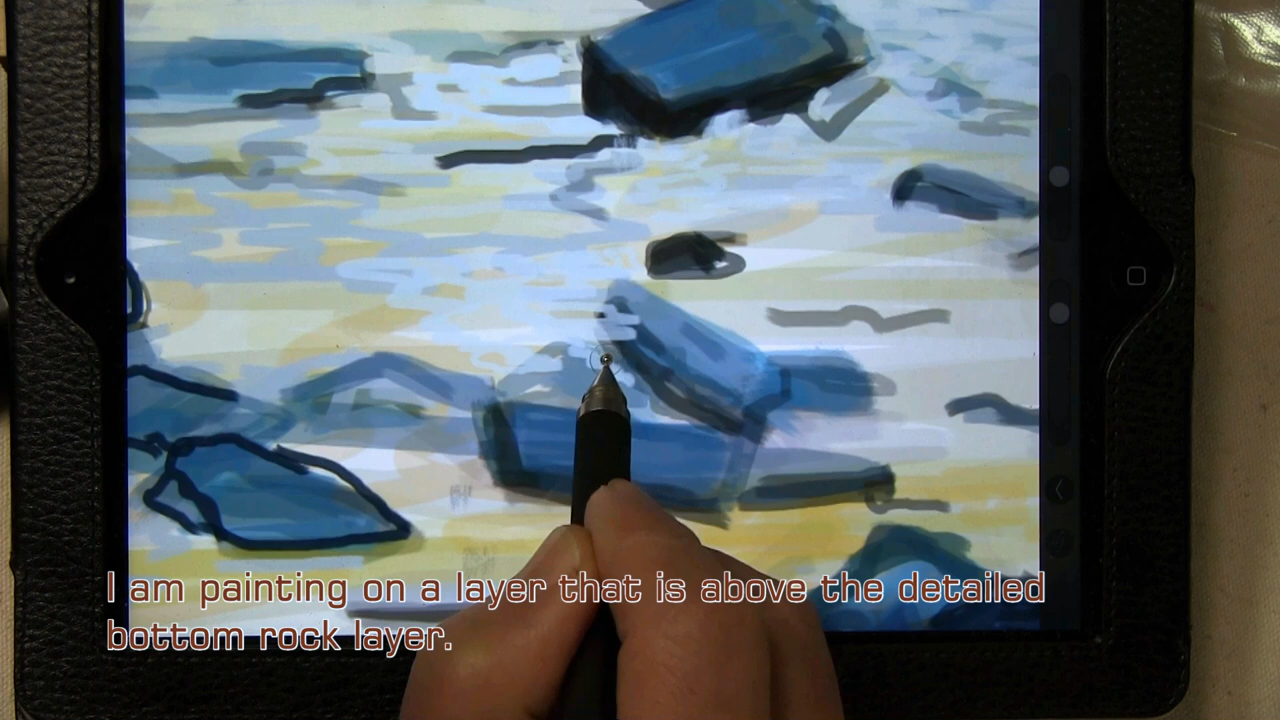 I am painting on a layer that is above the detailed
bottom rock layer.